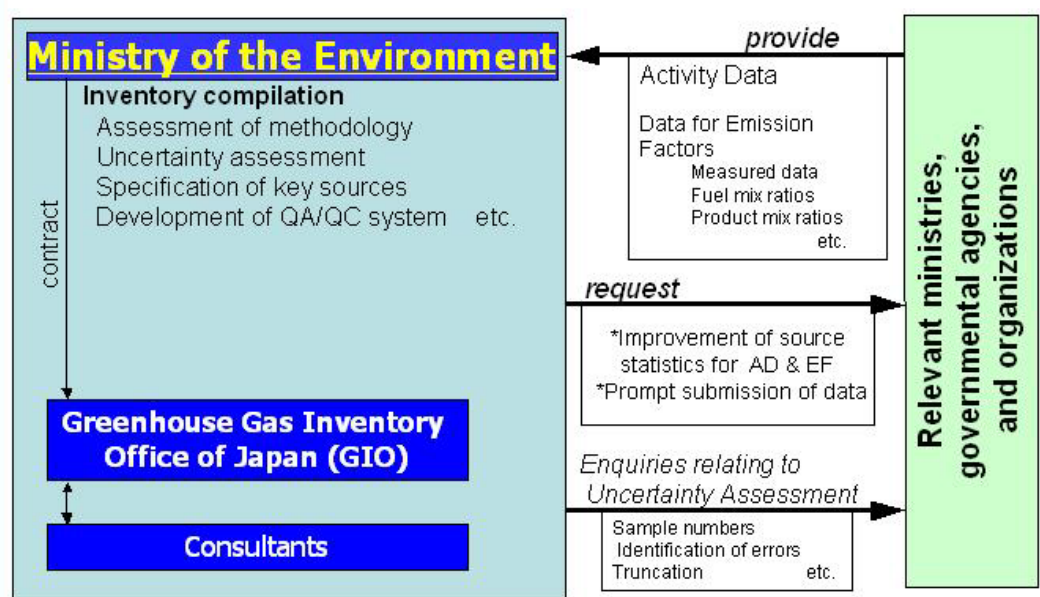 Ministry of the Environment
Inventory compilation
Assessment of methodology
Uncertainty assessment
Specification of key sources
Development of QA/QC system etc.
contract
Greenhouse Gas Inventory
Office of Japan (GIO)
Consultants
provide
Activity Data
Data for Emission
Factors
Measured data
Fuel mix ratios
Product mix ratios
etc.
request
*Improvement of source
statistics for AD & EF
*Prompt submission of data
Enquiries relating to
Uncertainty Assessment
Sample numbers
Identification of errors
Truncation etc.
Relevant ministries,
governmental agencies,
and organizations